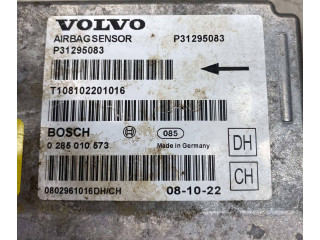 VOLVO
AIRBAG SENSOR P31295083
P31295083
T108102201016
BOSCH 085 DH
0 285 010 573 Made in Germany
CH
0802961016DH/CH 08-10-22